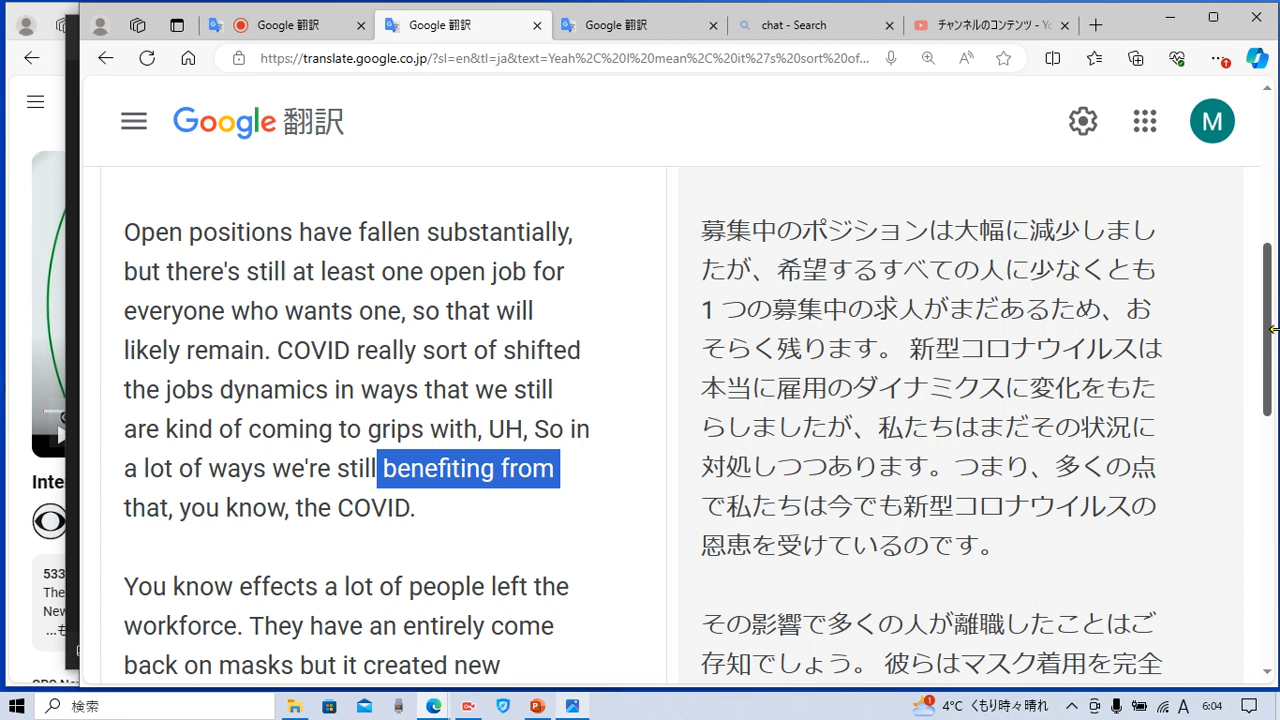 Google 翻訳
Google 翻訳
Google 翻訳
chat - Search
チャンネルのコンテンツ - Yo
https://translate.google.co.jp/?sl=en&tl=ja&text=Yeah%2C%20I%20mean%2C%20it%27s%20sort%20of...
Google 翻訳
M
Open positions have fallen substantially,
but there's still at least one open job for
everyone who wants one, so that will
likely remain. COVID really sort of shifted
the jobs dynamics in ways that we still
are kind of coming to grips with, UH, So in
a lot of ways we're still benefiting from
that, you know, the COVID.
You know effects a lot of people left the
workforce. They have an entirely come
back on masks but it created new
募集中のポジションは大幅に減少しまし
たが、希望するすべての人に少なくとも
1 つの募集中の求人がまだあるため、お
そらく残ります。 新型コロナウイルスは
本当に雇用のダイナミクスに変化をもた
らしましたが、私たちはまだその状況に
対処しつつあります。つまり、多くの点
で私たちは今でも新型コロナウイルスの
恩恵を受けているのです。
その影響で多くの人が離職したことはご
存知でしょう。 彼らはマスク着用を完全
Inte
533
The
New
...も
検索
1
4°C くもり時々晴れ
A
6:04